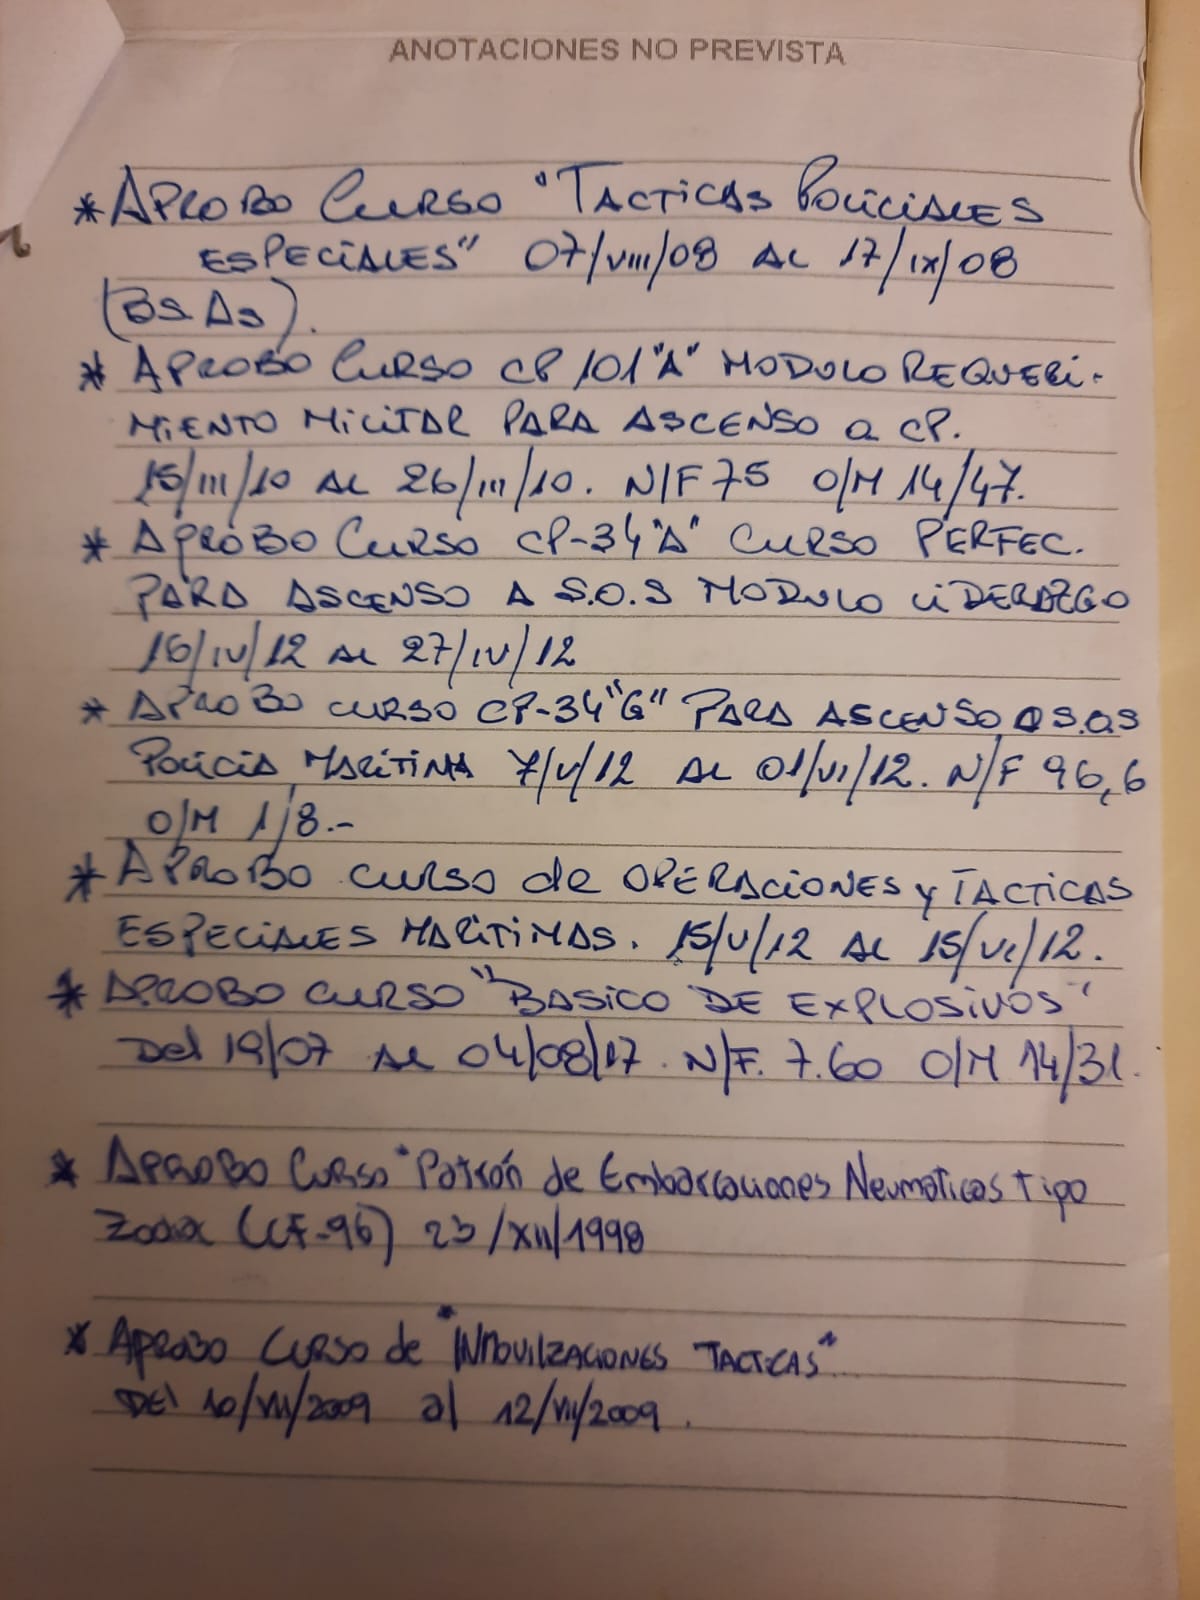 ANOTACIONES NO PREVISTA
* APROBO CURSO "TACTICAS POLICIALES
ESPECIALES" 07/VIII/08 AL 17/IX/08
(BS. AS).
* APROBO CURSO CP 101 "A" MODULO REQUERI-
MIENTO MILITAR PARA ASCENSO a CP.
15/III/10 AL 26/III/10. N/F 75 O/M 14/47.
* APROBO CURSO CP-34 "A" CURSO PERFEC.
PARA ASCENSO A S.O.S MODULO LIDERAZGO
16/IV/12 AL 27/IV/12
* APROBO CURSO CP-34 "G" PARA ASCENSO a S.O.S
POLICIA MARITIMA 7/V/12 AL 01/VI/12. N/F 96,6
O/M 1/8.-
* APROBO CURSO de OPERACIONES y TACTICAS
ESPECIALES MARITIMAS. 15/V/12 AL 15/VI/12.
* APROBO CURSO "BASICO DE EXPLOSIVOS"
Del 19/07 AL 04/08/17. N/F. 7.60 O/M 14/31.
* APROBO CURSO "Patrón de Embarcaciones Neumaticas Tipo
Zodia (CF-96) 23/XII/1998
* APROBO CURSO de "INMOVILZACIONES TACTICAS"
DEl 10/VII/2009 al 12/VII/2009.